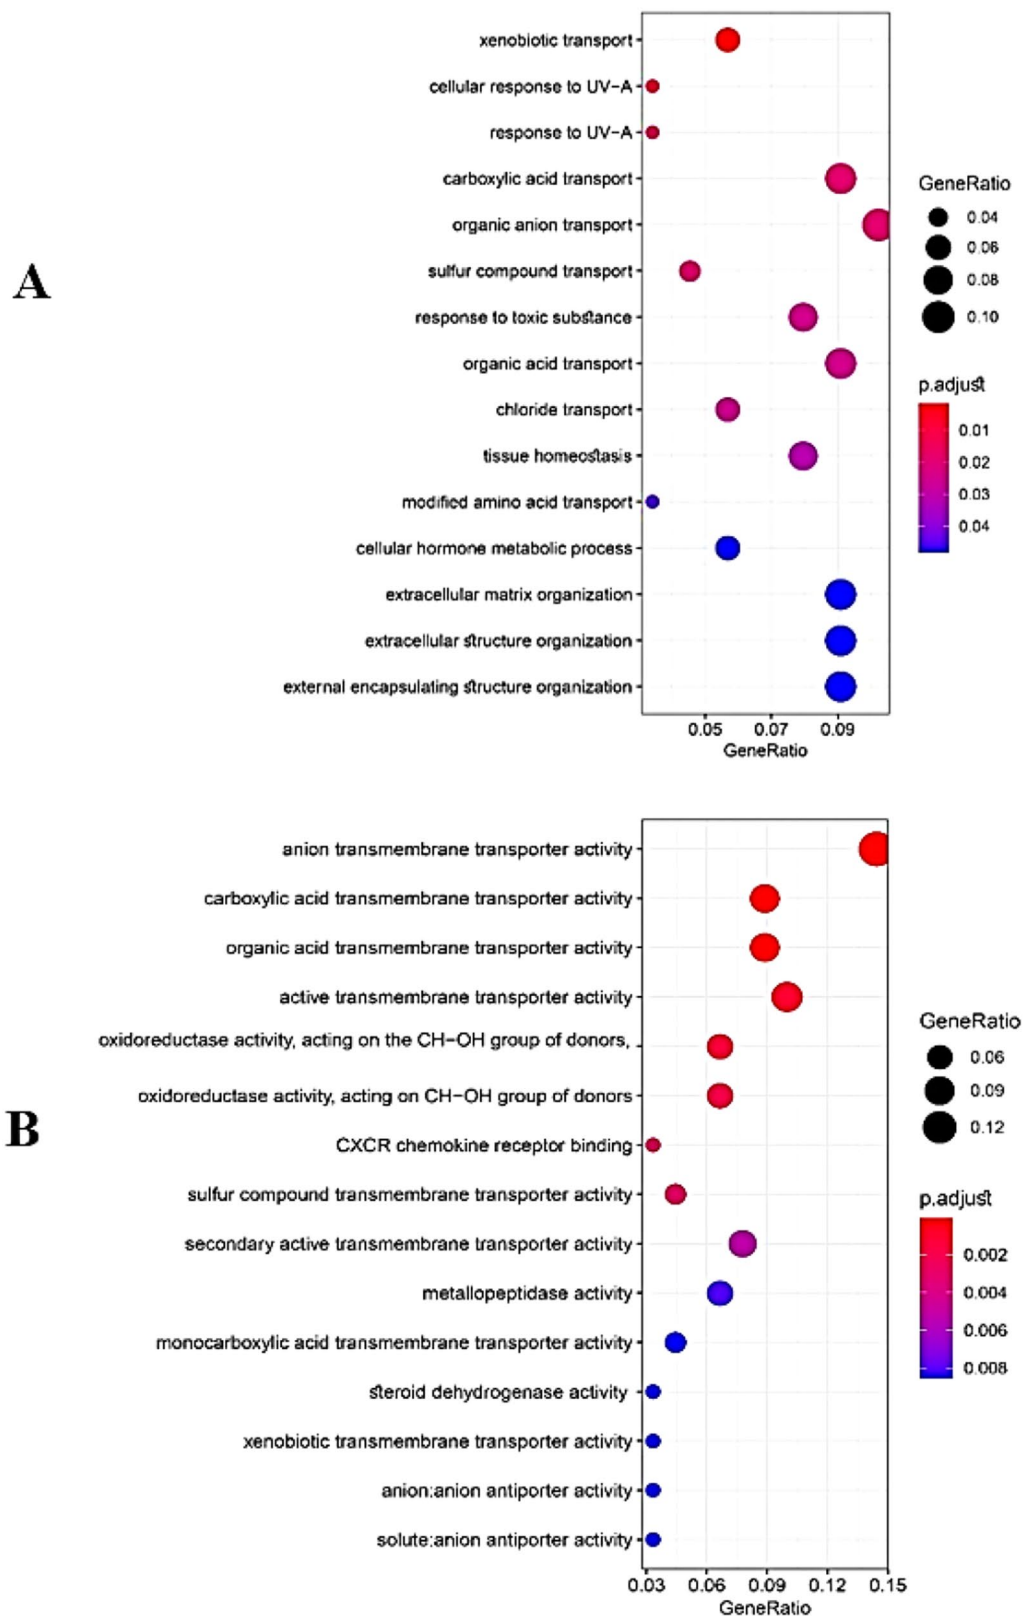 A
xenobiotic transport
cellular response to UV-A
response to UV-A
carboxylic acid transport
organic anion transport
sulfur compound transport
response to toxic substance
organic acid transport
chloride transport
tissue homeostasis
modified amino acid transport
cellular hormone metabolic process
extracellular matrix organization
extracellular structure organization
external encapsulating structure organization
0.05 0.07 0.09
GeneRatio
GeneRatio
0.04
0.06
0.08
0.10
p.adjust
0.01
0.02
0.03
0.04
B
anion transmembrane transporter activity
carboxylic acid transmembrane transporter activity
organic acid transmembrane transporter activity
active transmembrane transporter activity
oxidoreductase activity, acting on the CH-OH group of donors,
oxidoreductase activity, acting on CH-OH group of donors
CXCR chemokine receptor binding
sulfur compound transmembrane transporter activity
secondary active transmembrane transporter activity
metallopeptidase activity
monocarboxylic acid transmembrane transporter activity
steroid dehydrogenase activity
xenobiotic transmembrane transporter activity
anion:anion antiporter activity
solute:anion antiporter activity
0.03 0.06 0.09 0.12 0.15
GeneRatio
GeneRatio
0.06
0.09
0.12
p.adjust
0.002
0.004
0.006
0.008